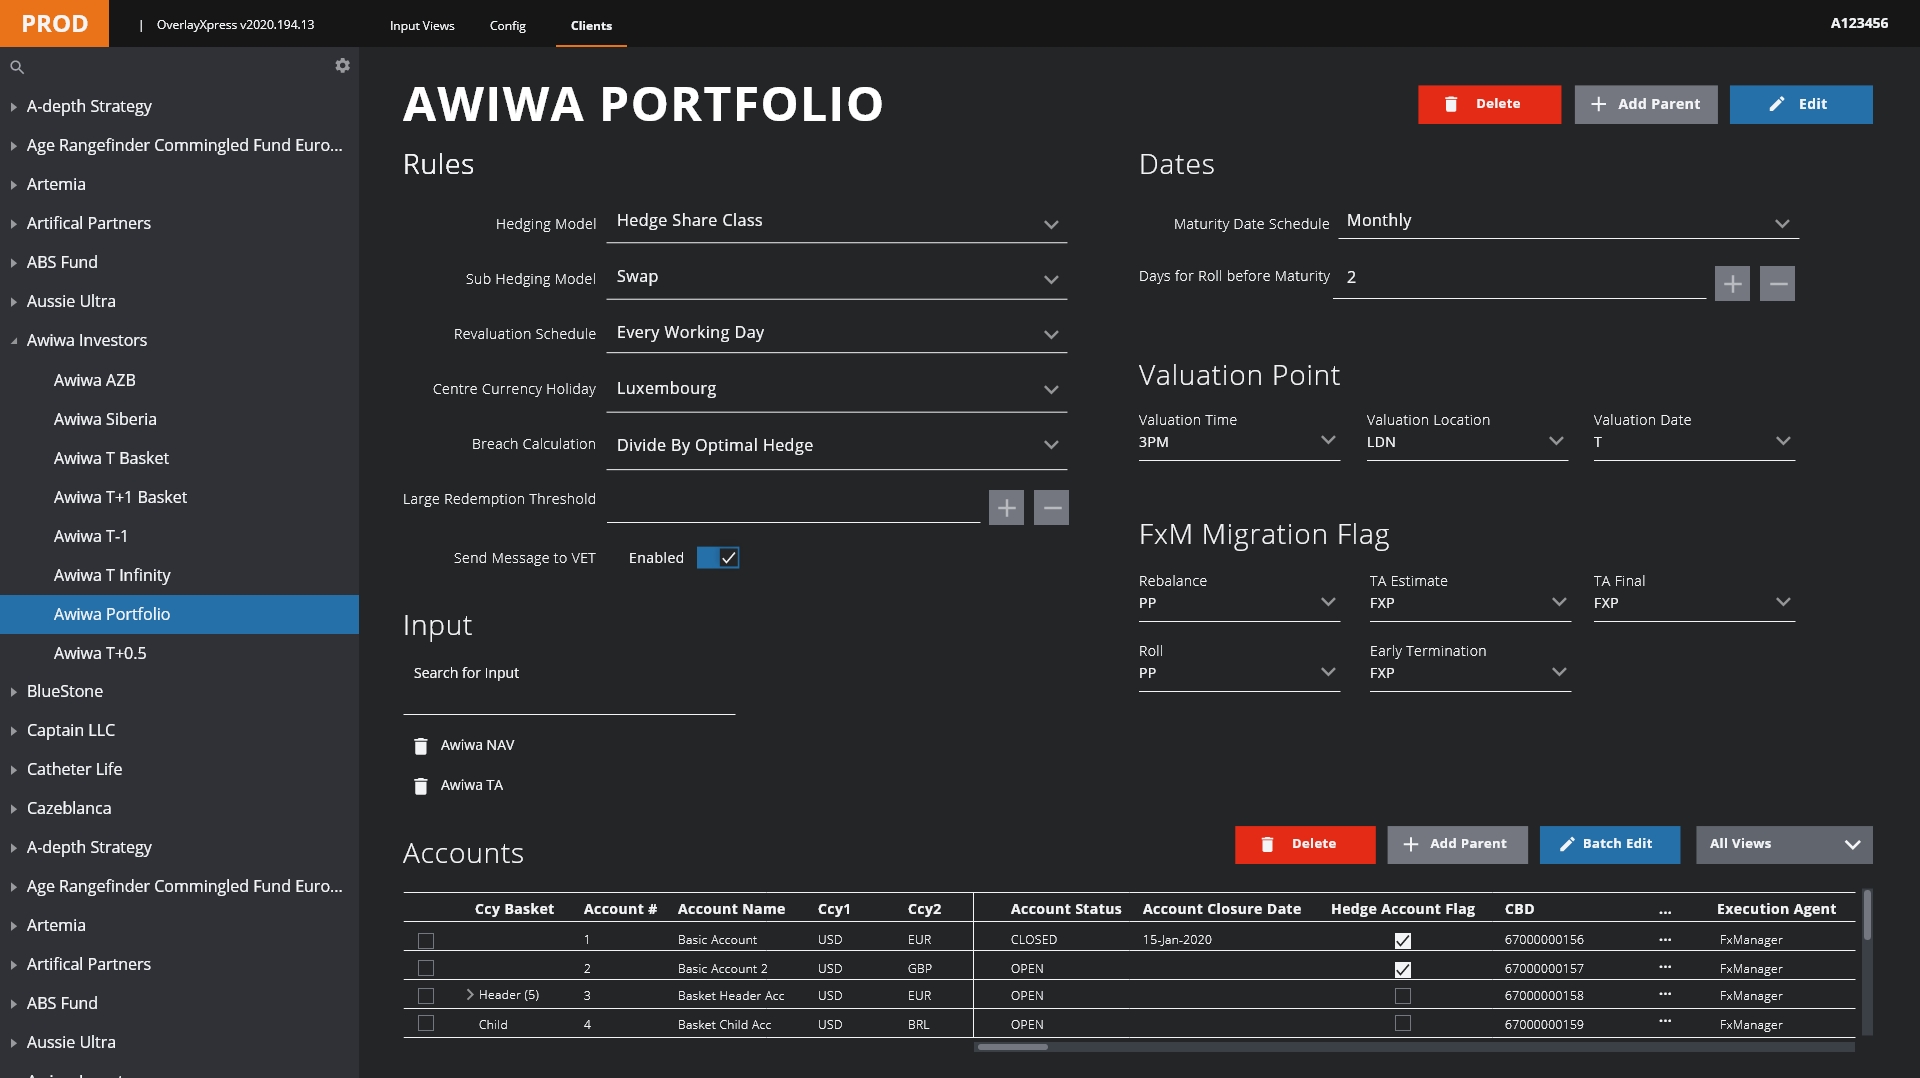 PROD | OverlayXpress v2020.194.13 Input Views Config Clients A123456
A-depth Strategy
Age Rangefinder Commingled Fund Euro...
Artemia
Artifical Partners
ABS Fund
Aussie Ultra
Awiwa Investors
Awiwa AZB
Awiwa Siberia
Awiwa T Basket
Awiwa T+1 Basket
Awiwa T-1
Awiwa T Infinity
Awiwa Portfolio
Awiwa T+0.5
BlueStone
Captain LLC
Catheter Life
Cazeblanca
A-depth Strategy
Age Rangefinder Commingled Fund Euro...
Artemia
Artifical Partners
ABS Fund
Aussie Ultra
AWIWA PORTFOLIO
Delete Add Parent Edit
Rules
Hedging Model Hedge Share Class
Sub Hedging Model Swap
Revaluation Schedule Every Working Day
Centre Currency Holiday Luxembourg
Breach Calculation Divide By Optimal Hedge
Large Redemption Threshold
Send Message to VET Enabled
Dates
Maturity Date Schedule Monthly
Days for Roll before Maturity 2
Valuation Point
Valuation Time Valuation Location Valuation Date
3PM LDN T
FxM Migration Flag
Rebalance TA Estimate TA Final
PP FXP FXP
Roll Early Termination
PP FXP
Input
Search for Input
Awiwa NAV
Awiwa TA
Accounts
Delete Add Parent Batch Edit All Views
Ccy Basket Account # Account Name Ccy1 Ccy2 Account Status Account Closure Date Hedge Account Flag CBD ... Execution Agent
1 Basic Account USD EUR CLOSED 15-Jan-2020 67000000156 ... FxManager
2 Basic Account 2 USD GBP OPEN 67000000157 ... FxManager
Header (5) 3 Basket Header Acc USD EUR OPEN 67000000158 ... FxManager
Child 4 Basket Child Acc USD BRL OPEN 67000000159 ... FxManager